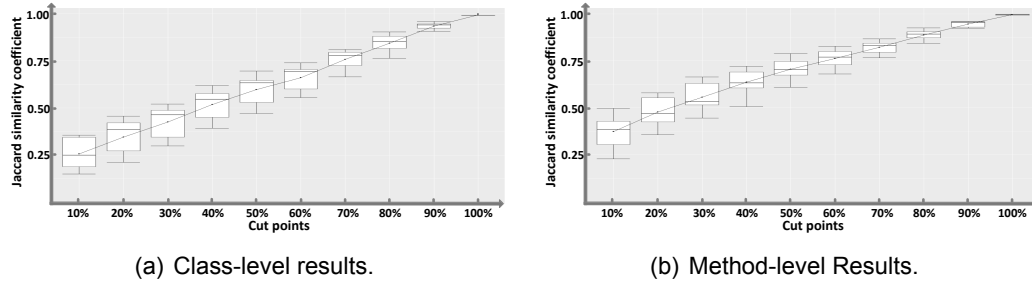 Jaccard similarity coefficient
1.00
0.75
0.50
0.25
10% 20% 30% 40% 50% 60% 70% 80% 90% 100%
Cut points
(a) Class-level results.
Jaccard similarity coefficient
1.00
0.75
0.50
0.25
10% 20% 30% 40% 50% 60% 70% 80% 90% 100%
Cut points
(b) Method-level Results.